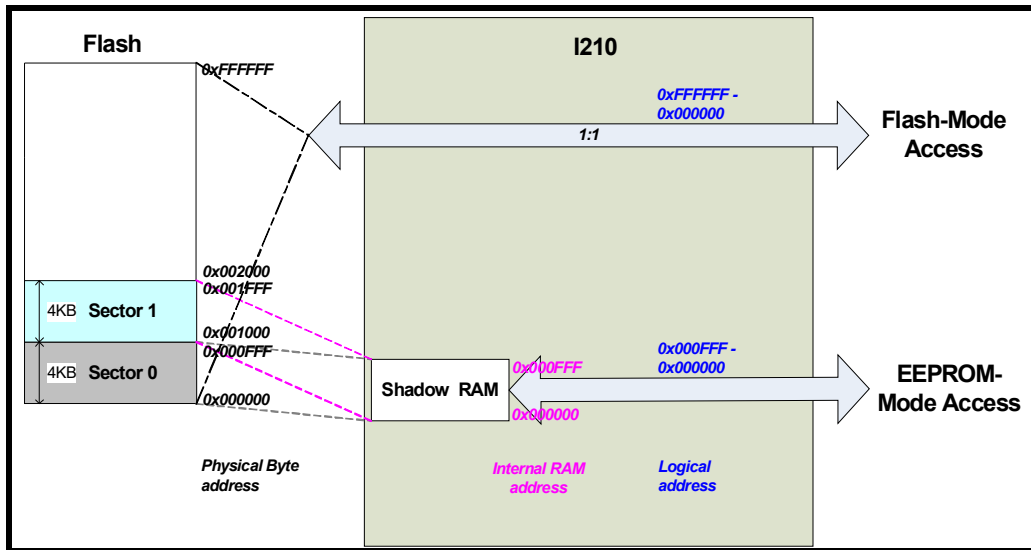 Flash
I210
0xFFFFFF
0xFFFFFF -
0x000000
1:1
Flash-Mode
Access
0x002000
0x001FFF
4KB Sector 1
0x001000
0x000FFF
4KB Sector 0
0x000000
Shadow RAM
0x000FFF
0x000000
0x000FFF -
0x000000
EEPROM-
Mode Access
Physical Byte
address
Internal RAM
address
Logical
address